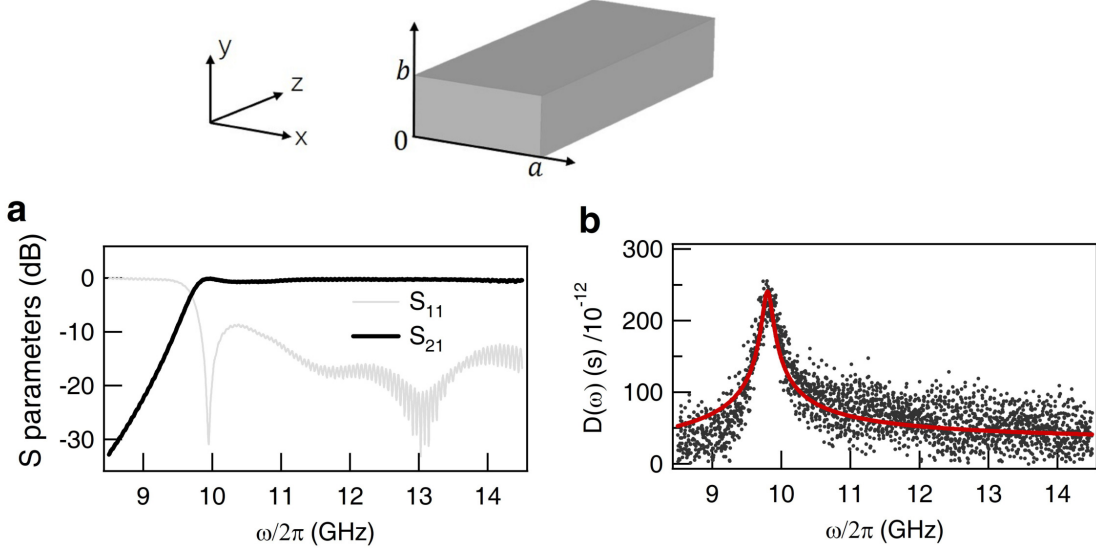 y
z
x
b
0
a
a
S parameters (dB)
0
-10
-20
-30
S11
S21
9 10 11 12 13 14
ω/2π (GHz)
b
D(ω) (s) /10⁻¹²
300
200
100
0
9 10 11 12 13 14
ω/2π (GHz)